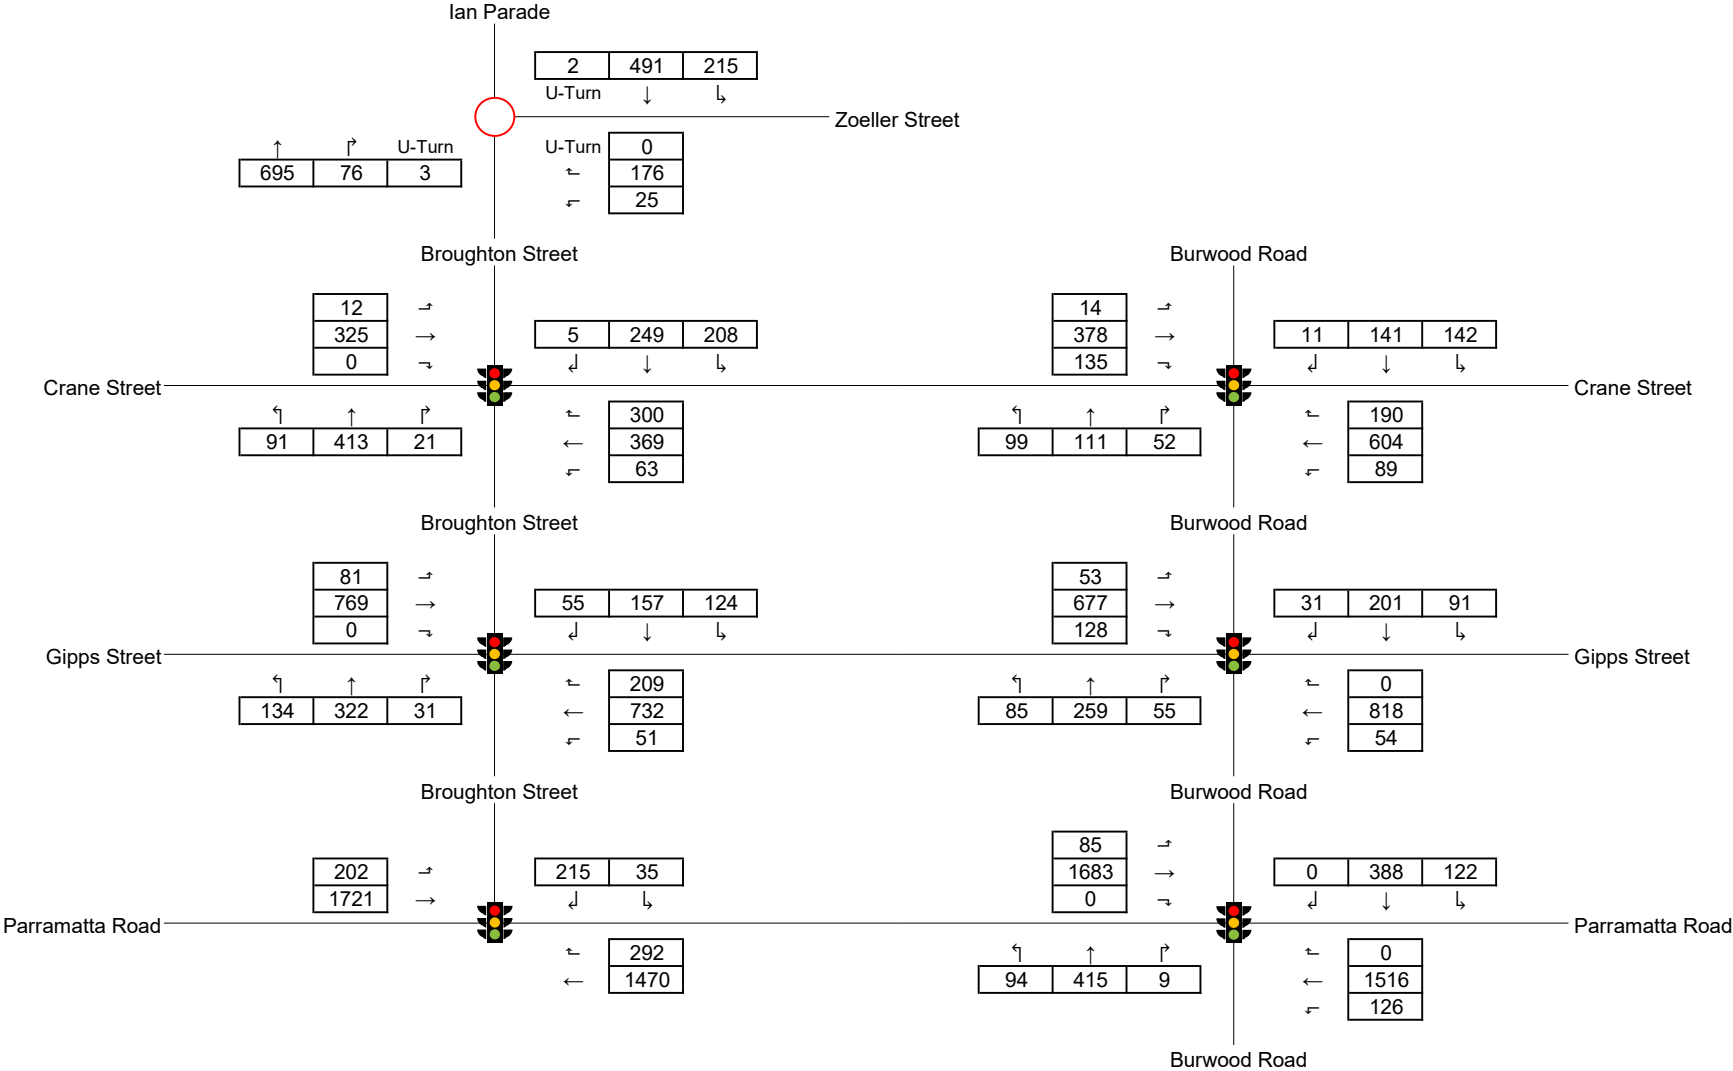 Ian Parade
2 491 215
U-Turn ↓ ↳
Zoeller Street
↑ ↱ U-Turn
695 76 3
U-Turn 0
176
25
Broughton Street
Burwood Road
12
325
0
5 249 208
14
378
135
11 141 142
Crane Street
Crane Street
91 413 21
300
369
63
99 111 52
190
604
89
Broughton Street
Burwood Road
81
769
0
55 157 124
53
677
128
31 201 91
Gipps Street
Gipps Street
134 322 31
209
732
51
85 259 55
0
818
54
Broughton Street
Burwood Road
202
1721
215 35
85
1683
0
0 388 122
Parramatta Road
Parramatta Road
292
1470
94 415 9
0
1516
126
Burwood Road